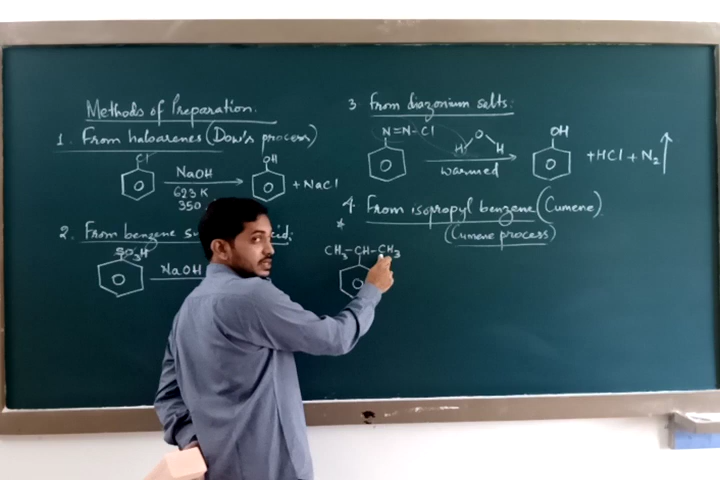 Methods of Preparation.
1. From haloarenes (Dow's process)
Cl
OH
NaOH
623 K
350
+ NaCl
2. From benzene
id;
SO3H
NaOH
3. From diazonium salts:
N=N-Cl
O
H H
warmed
OH
+HCl + N2↑
4. From isopropyl benzene (Cumene)
(Cumene process)
*
CH3-CH-CH3